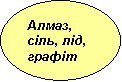 Алмаз,
сіль, лід,
графіт